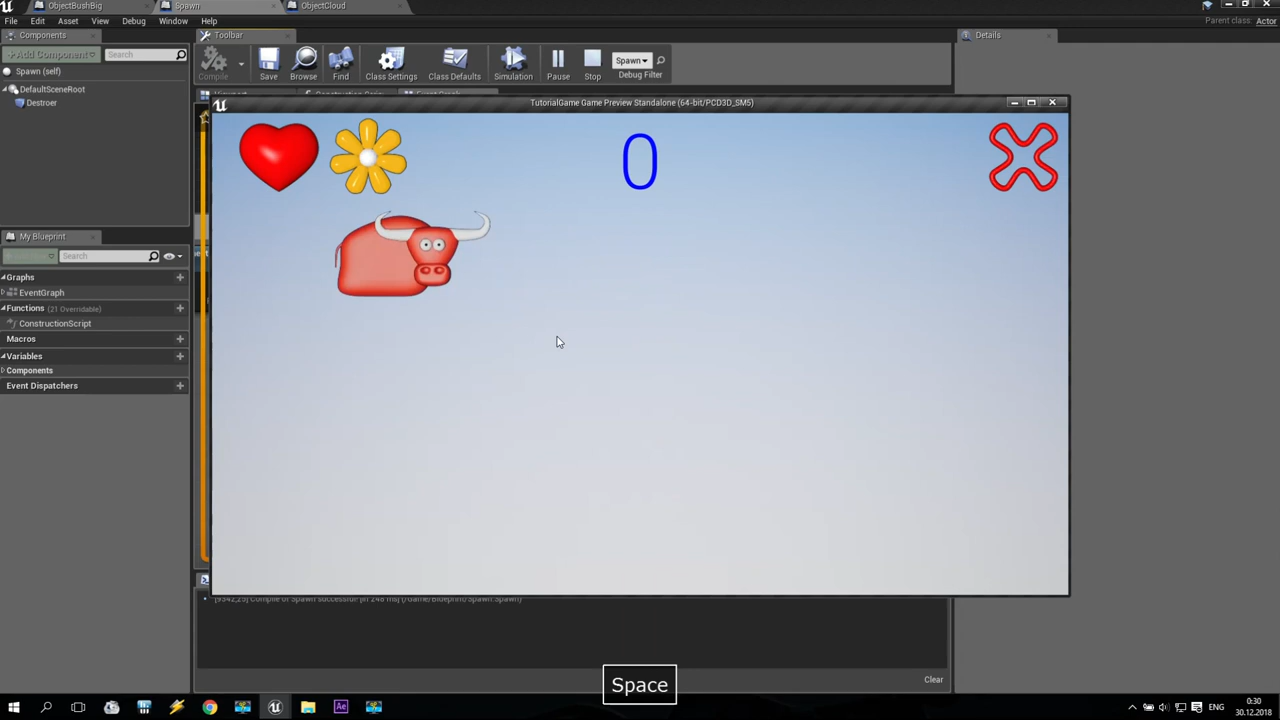 ObjectBushBig
Spawn
ObjectCloud
File Edit Asset View Debug Window Help
Parent class: Actor
Components
Toolbar
Details
+Add Component
Search
Compile
Save
Browse
Find
Class Settings
Class Defaults
Simulation
Pause
Stop
Spawn
Debug Filter
Spawn (self)
DefaultSceneRoot
Destroer
TutorialGame Game Preview Standalone (64-bit/PCD3D_SM5)
0
My Blueprint
Search
Graphs
EventGraph
Functions (21 Overridable)
ConstructionScript
Macros
Variables
Components
Event Dispatchers
Clear
Space
Ae
ENG
0:30
30.12.2018